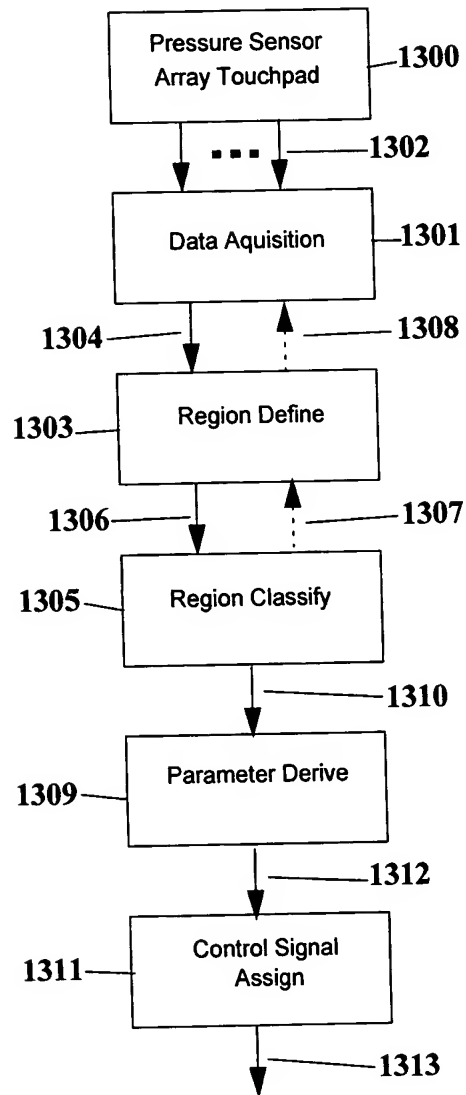 Pressure Sensor
Array Touchpad
1300
1302
Data Aquisition
1301
1304
1308
Region Define
1303
1306
1307
Region Classify
1305
1310
Parameter Derive
1309
1312
Control Signal
Assign
1311
1313